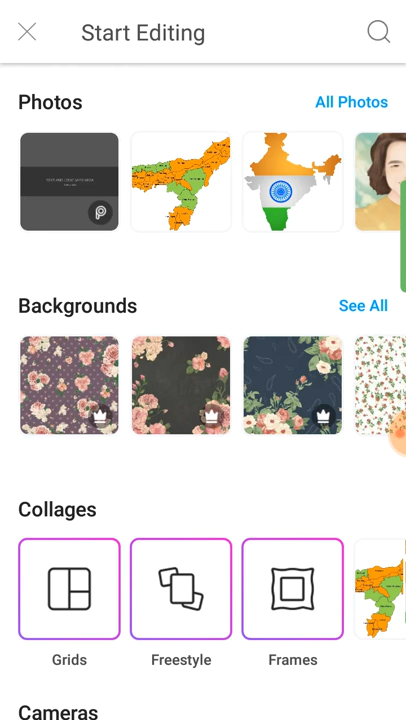 Start Editing
Photos
All Photos
Backgrounds
See All
Collages
Grids
Freestyle
Frames
Cameras